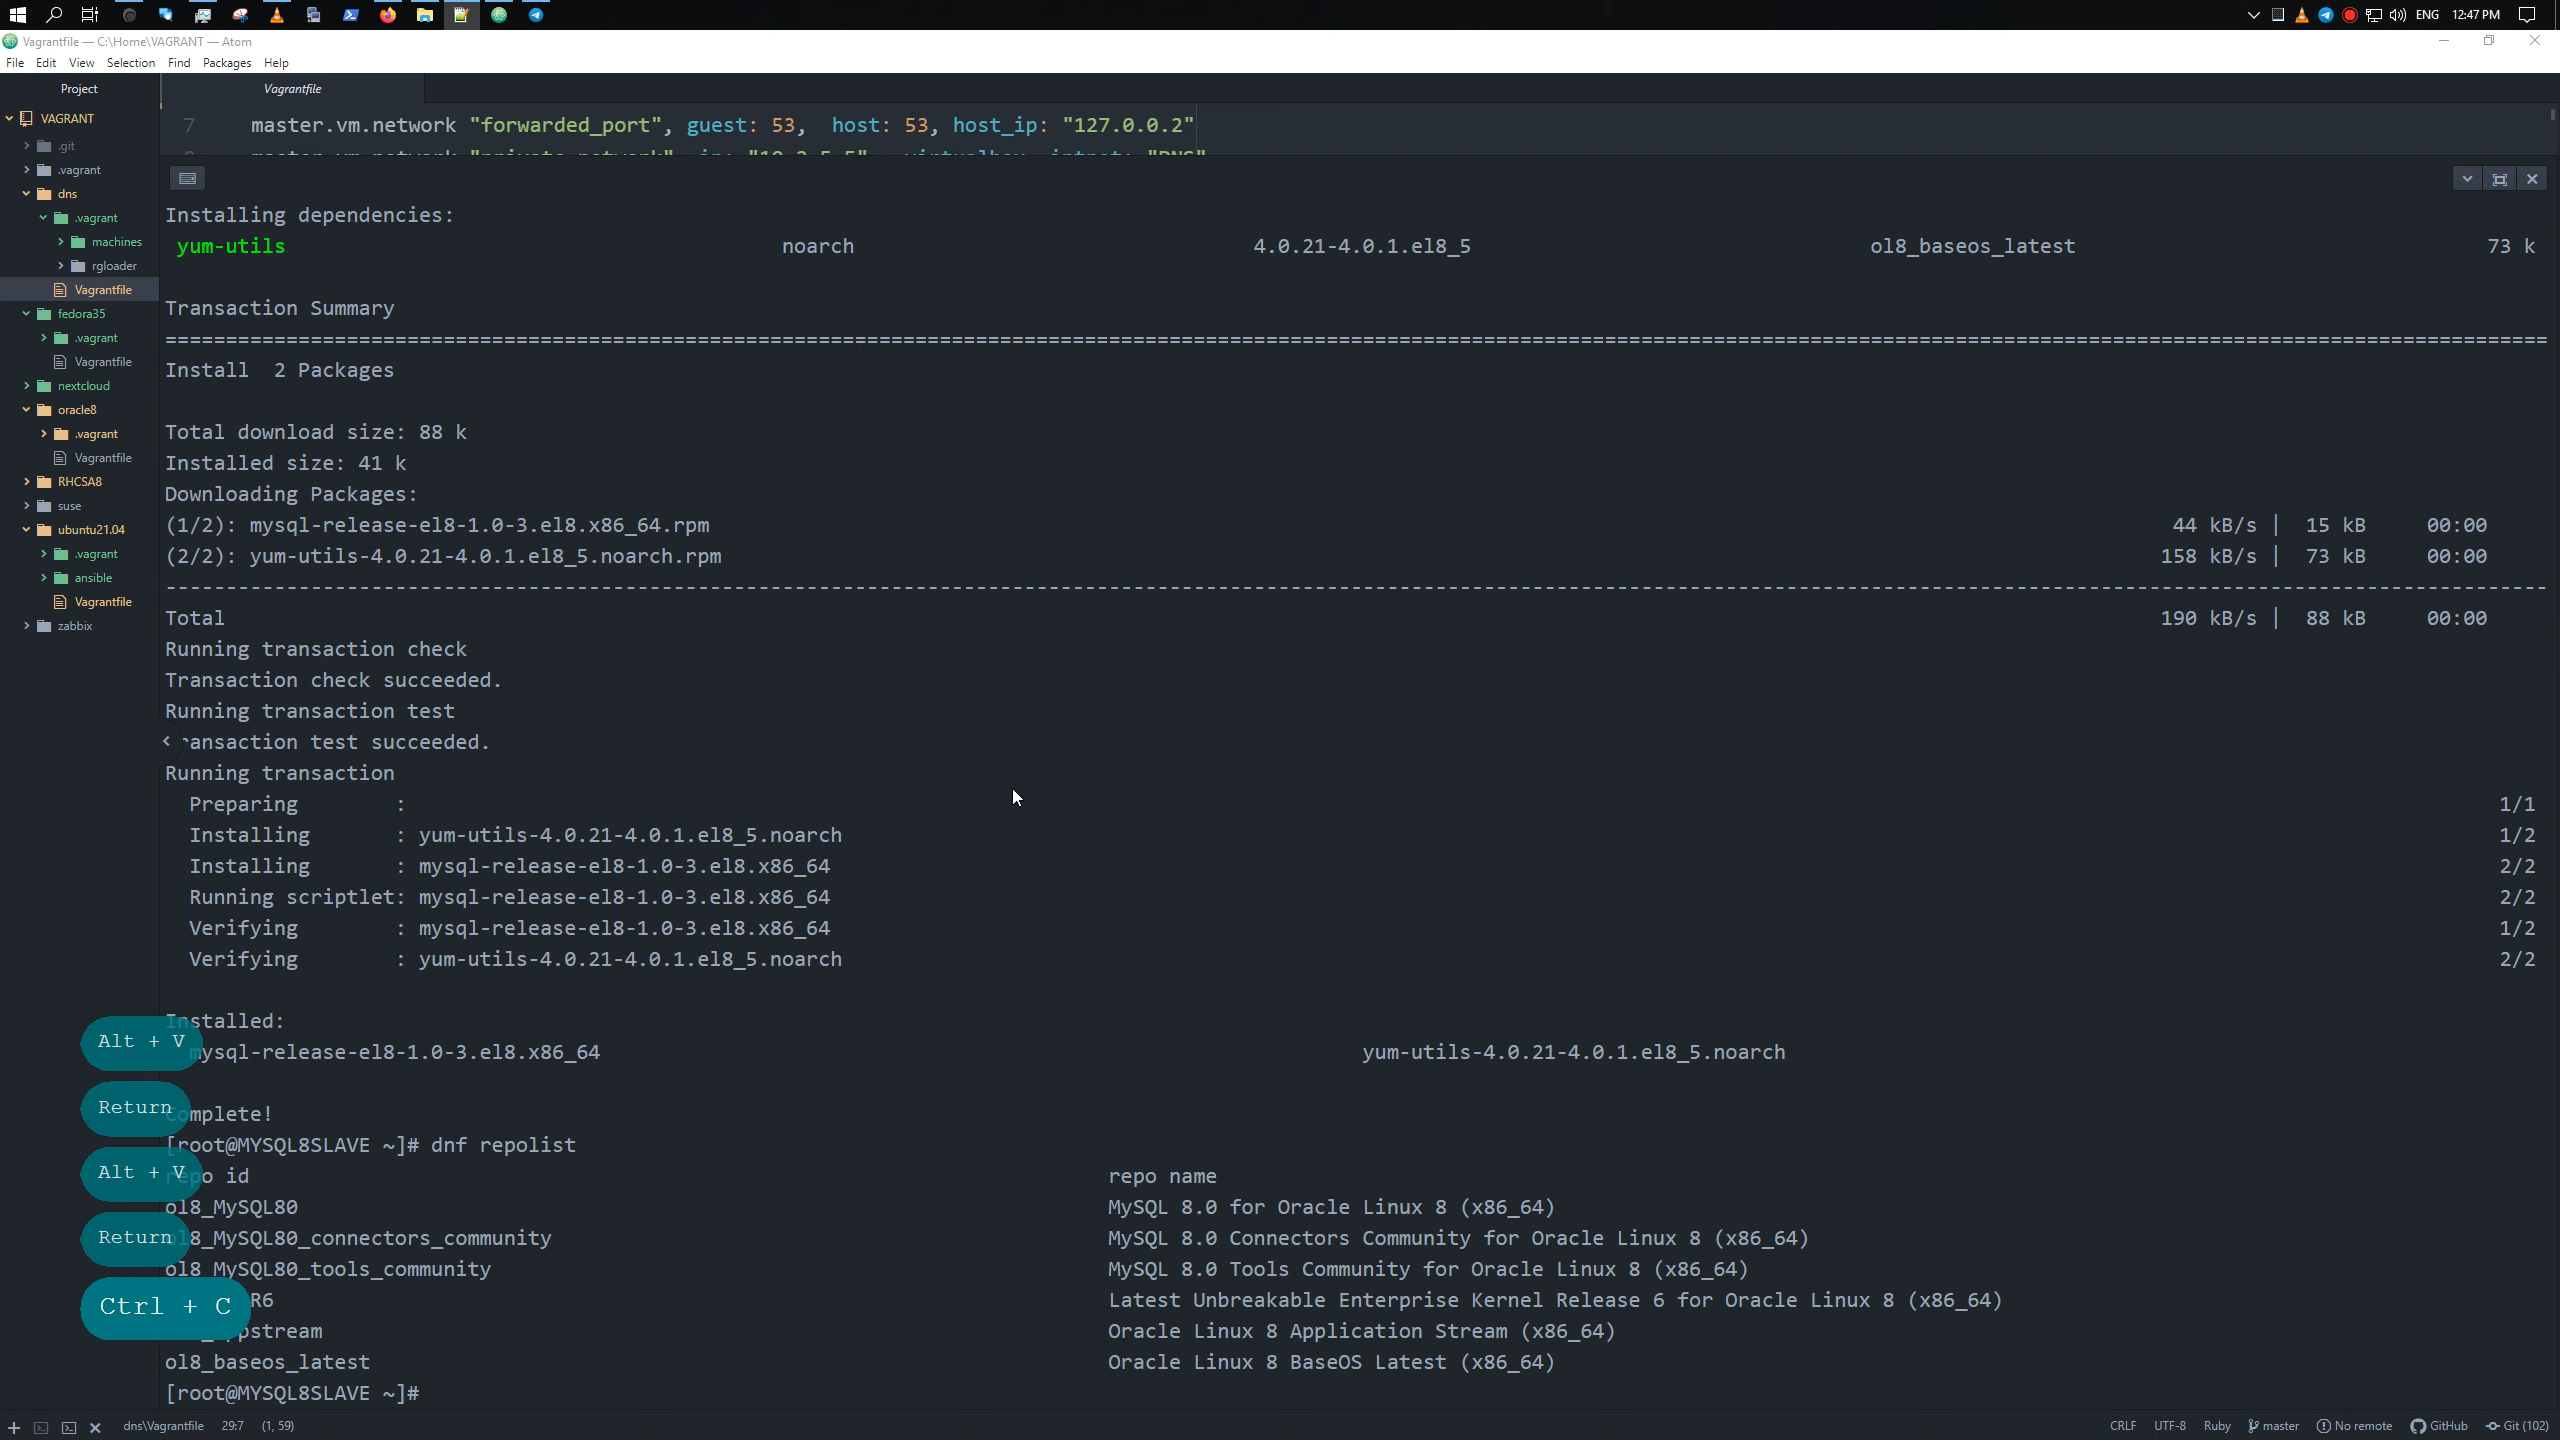 ENG 12:47 PM
Vagrantfile — C:\Home\VAGRANT — Atom
File Edit View Selection Find Packages Help
Project
Vagrantfile
VAGRANT
.git
.vagrant
dns
.vagrant
machines
rgloader
Vagrantfile
fedora35
.vagrant
Vagrantfile
nextcloud
oracle8
.vagrant
Vagrantfile
RHCSA8
suse
ubuntu21.04
.vagrant
ansible
Vagrantfile
zabbix
7 master.vm.network "forwarded_port", guest: 53, host: 53, host_ip: "127.0.0.2"
Installing dependencies:
yum-utils noarch 4.0.21-4.0.1.el8_5 ol8_baseos_latest 73 k
Transaction Summary
Install 2 Packages
Total download size: 88 k
Installed size: 41 k
Downloading Packages:
(1/2): mysql-release-el8-1.0-3.el8.x86_64.rpm 44 kB/s | 15 kB 00:00
(2/2): yum-utils-4.0.21-4.0.1.el8_5.noarch.rpm 158 kB/s | 73 kB 00:00
Total 190 kB/s | 88 kB 00:00
Running transaction check
Transaction check succeeded.
Running transaction test
ransaction test succeeded.
Running transaction
Preparing : 1/1
Installing : yum-utils-4.0.21-4.0.1.el8_5.noarch 1/2
Installing : mysql-release-el8-1.0-3.el8.x86_64 2/2
Running scriptlet: mysql-release-el8-1.0-3.el8.x86_64 2/2
Verifying : mysql-release-el8-1.0-3.el8.x86_64 1/2
Verifying : yum-utils-4.0.21-4.0.1.el8_5.noarch 2/2
Installed:
mysql-release-el8-1.0-3.el8.x86_64 yum-utils-4.0.21-4.0.1.el8_5.noarch
Complete!
[root@MYSQL8SLAVE ~]# dnf repolist
repo id repo name
ol8_MySQL80 MySQL 8.0 for Oracle Linux 8 (x86_64)
ol8_MySQL80_connectors_community MySQL 8.0 Connectors Community for Oracle Linux 8 (x86_64)
ol8_MySQL80_tools_community MySQL 8.0 Tools Community for Oracle Linux 8 (x86_64)
R6 Latest Unbreakable Enterprise Kernel Release 6 for Oracle Linux 8 (x86_64)
pstream Oracle Linux 8 Application Stream (x86_64)
ol8_baseos_latest Oracle Linux 8 BaseOS Latest (x86_64)
[root@MYSQL8SLAVE ~]#
Alt + V
Return
Alt + V
Return
Ctrl + C
dns\Vagrantfile 29:7 (1, 59) CRLF UTF-8 Ruby master No remote GitHub Git (102)